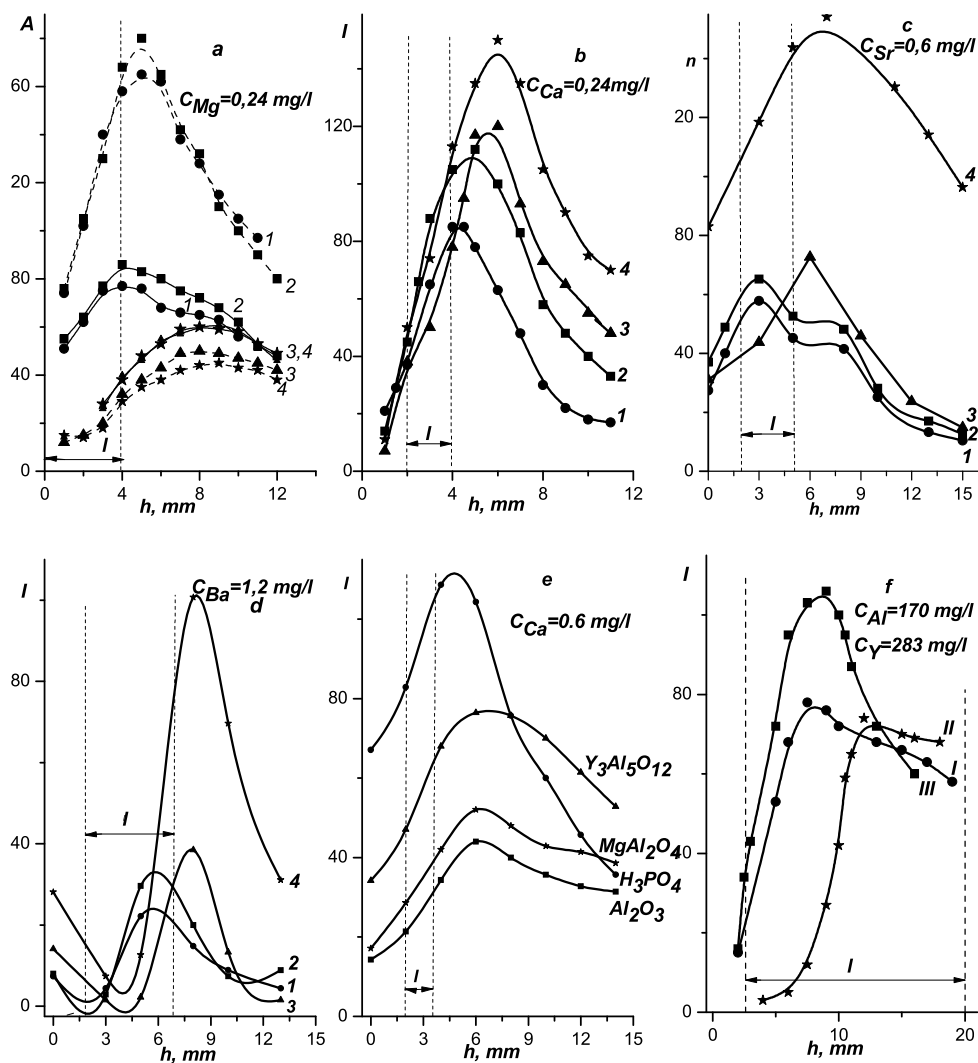 A
a
C_Mg=0,24 mg/l
60
20
80
40
0
1
2
1
2
3,4
3
4
l
0 4 8 12
h, mm
I
b
C_Ca=0,24mg/l
160
120
80
40
0
4
3
2
1
l
0 4 8 12
h, mm
n
c
C_Sr=0,6 mg/l
20
80
40
0
4
3
2
1
l
0 3 6 9 12 15
h, mm
I
C_Ba=1,2 mg/l
d
80
40
0
l
4
2
1
3
0 3 6 9 12 15
h, mm
I
e
C_Ca=0.6 mg/l
80
40
0
Y3Al5O12
MgAl2O4
H3PO4
Al2O3
l
0 3 6 9 12 15
h, mm
I
f
C_Al=170 mg/l
C_Y=283 mg/l
80
40
0
II
I
III
l
0 10 20
h, mm